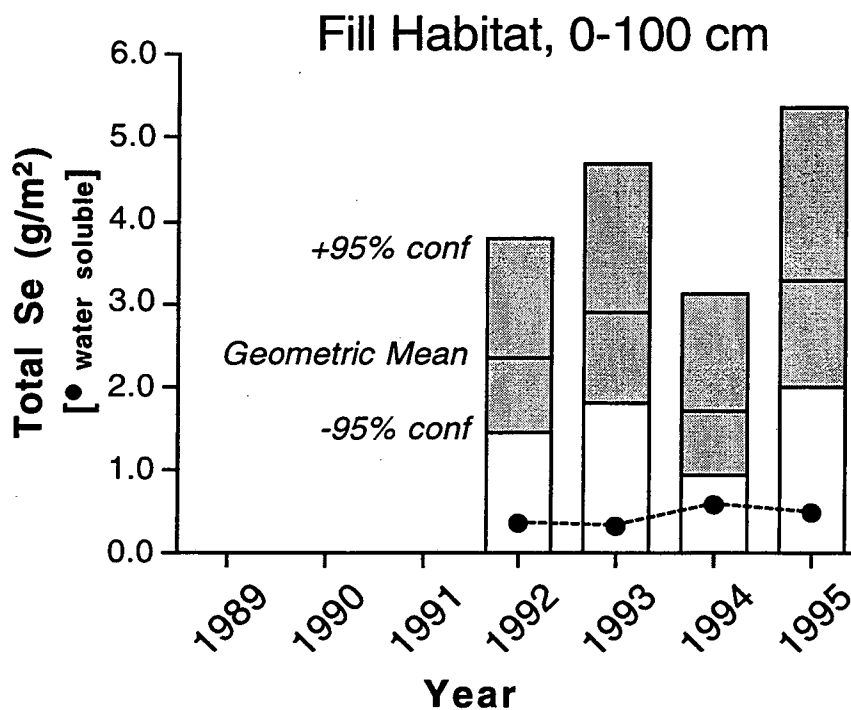 Fill Habitat, 0-100 cm
Total Se (g/m²)
[● water soluble]
6.0
5.0
4.0
3.0
2.0
1.0
0.0
+95% conf
Geometric Mean
-95% conf
1989
1990
1991
1992
1993
1994
1995
Year